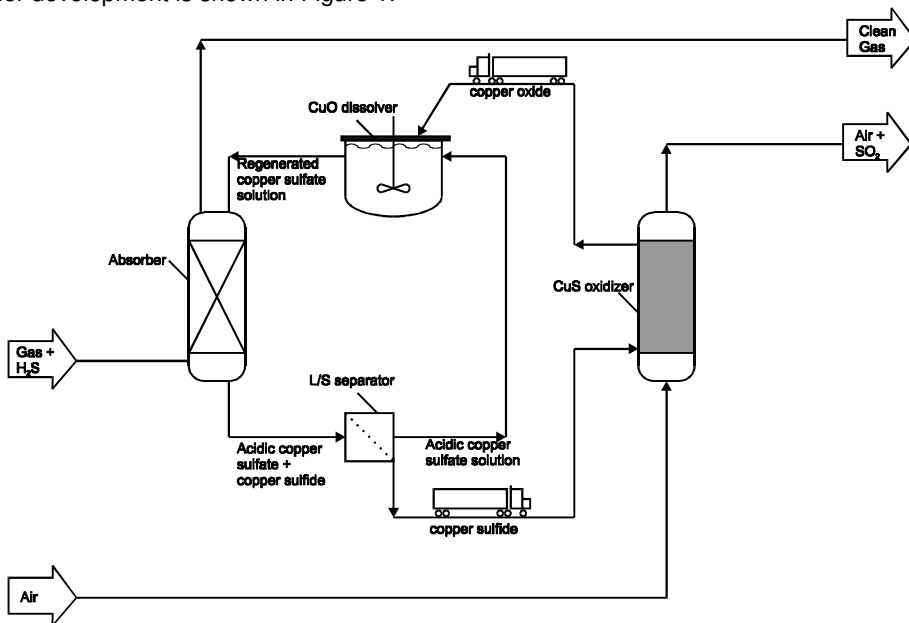 Clean
Gas
copper oxide
CuO dissolver
Air +
SO₂
Regenerated
copper sulfate
solution
Absorber
CuS oxidizer
Gas +
H₂S
L/S separator
Acidic copper
sulfate +
copper sulfide
Acidic copper
sulfate solution
copper sulfide
Air